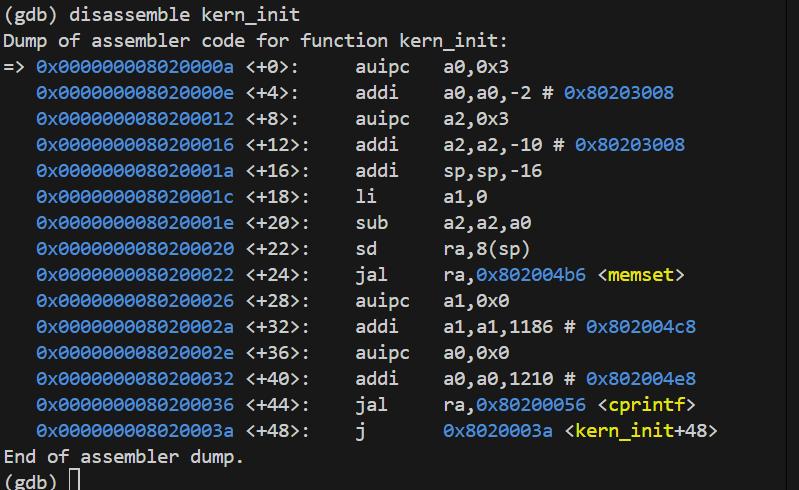 (gdb) disassemble kern_init
Dump of assembler code for function kern_init:
=> 0x000000008020000a <+0>:     auipc   a0,0x3
   0x000000008020000e <+4>:     addi    a0,a0,-2 # 0x80203008
   0x0000000080200012 <+8>:     auipc   a2,0x3
   0x0000000080200016 <+12>:    addi    a2,a2,-10 # 0x80203008
   0x000000008020001a <+16>:    addi    sp,sp,-16
   0x000000008020001c <+18>:    li      a1,0
   0x000000008020001e <+20>:    sub     a2,a2,a0
   0x0000000080200020 <+22>:    sd      ra,8(sp)
   0x0000000080200022 <+24>:    jal     ra,0x802004b6 <memset>
   0x0000000080200026 <+28>:    auipc   a1,0x0
   0x000000008020002a <+32>:    addi    a1,a1,1186 # 0x802004c8
   0x000000008020002e <+36>:    auipc   a0,0x0
   0x0000000080200032 <+40>:    addi    a0,a0,1210 # 0x802004e8
   0x0000000080200036 <+44>:    jal     ra,0x80200056 <cprintf>
   0x000000008020003a <+48>:    j       0x8020003a <kern_init+48>
End of assembler dump.
(gdb)